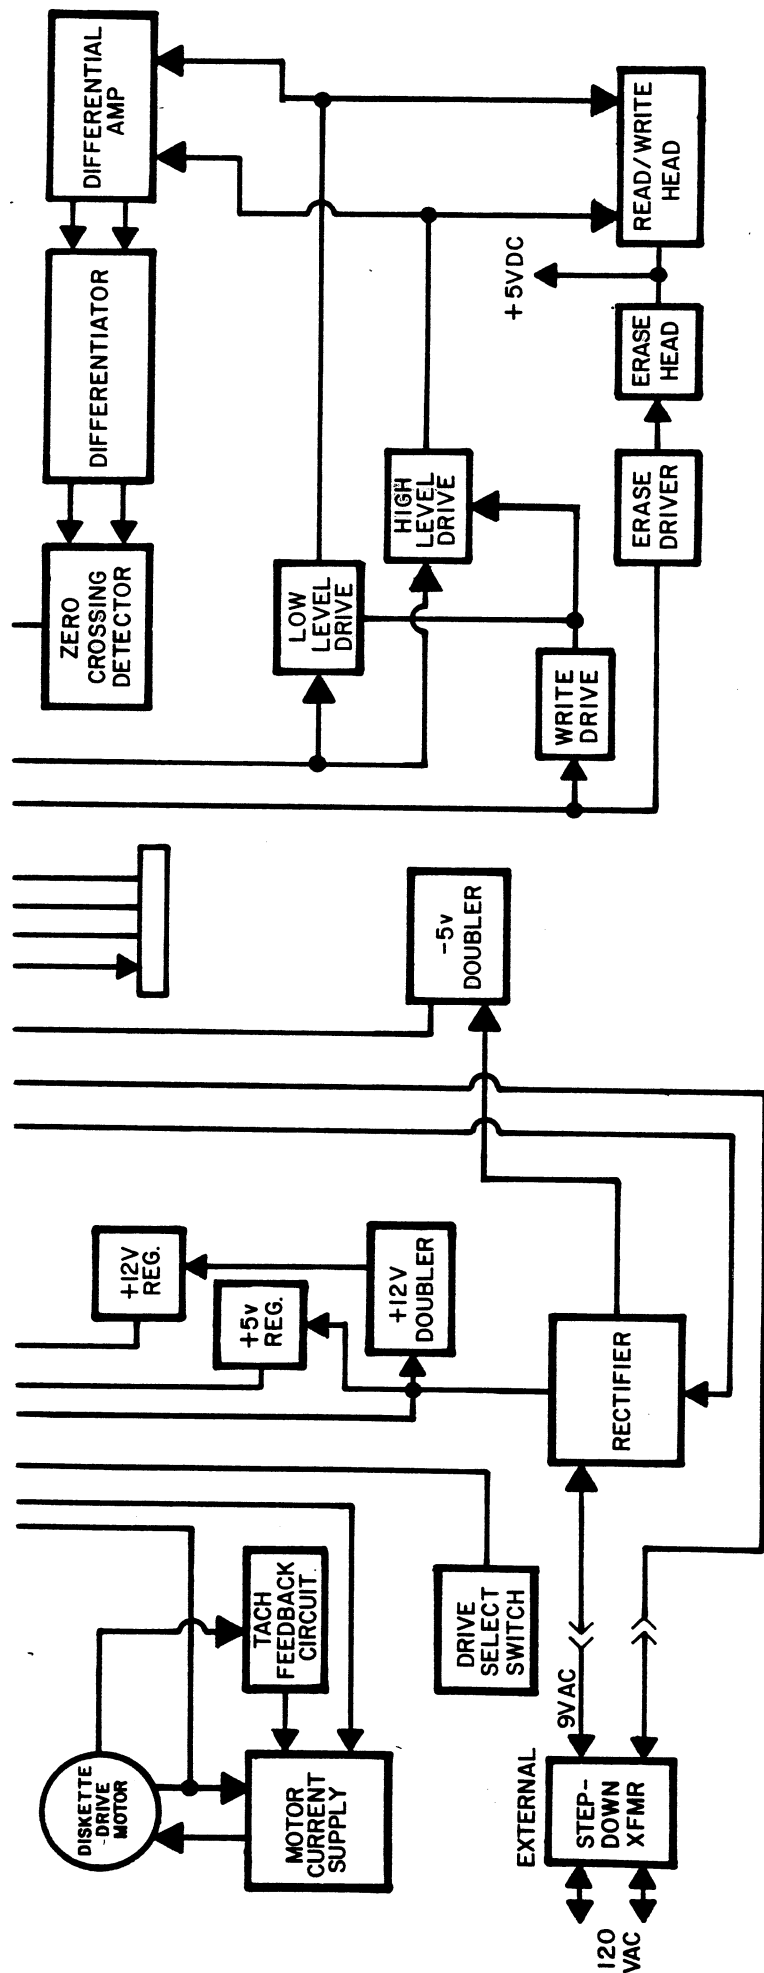 DIFFERENTIAL
AMP
READ/WRITE
HEAD
+5VDC
DIFFERENTIATOR
ERASE
HEAD
HIGH
LEVEL
DRIVE
ERASE
DRIVER
ZERO
CROSSING
DETECTOR
LOW
LEVEL
DRIVE
WRITE
DRIVE
-5v
DOUBLER
+12V
REG.
+5v
REG.
+12V
DOUBLER
RECTIFIER
TACH
FEEDBACK
CIRCUIT
DRIVE
SELECT
SWITCH
9VAC
DISKETTE
-DRIVE
MOTOR
MOTOR
CURRENT
SUPPLY
EXTERNAL
STEP-
DOWN
XFMR
120
VAC